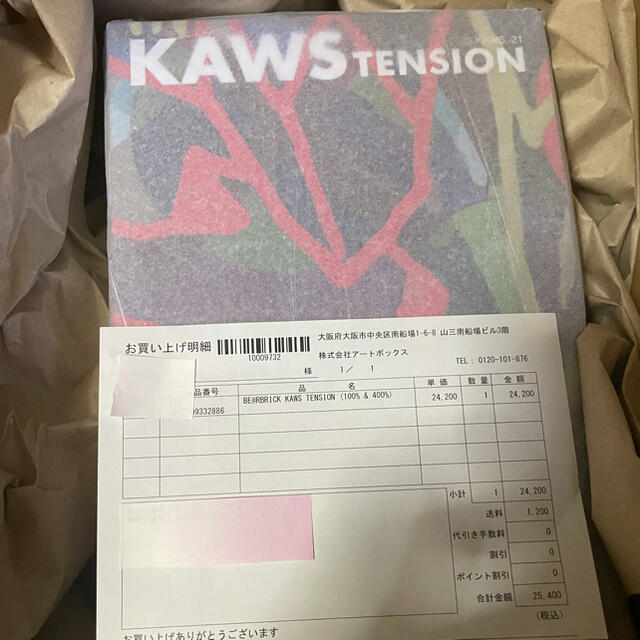 KAWS TENSION
お買い上げ明細
10009732
大阪府大阪市中央区南船場1-6-8 山三南船場ビル3階
株式会社アートボックス
TEL: 0120-101-876
様
1/ 1
品番号 品 名 単価 数量 金額
9332886 BE@RBRICK KAWS TENSION (100% & 400%) 24,200 1 24,200
小計 1 24,200
送料 1,200
代引き手数料 0
割引 0
ポイント割引 0
合計金額 25,400
(税込)
お買い上げありがとうございます